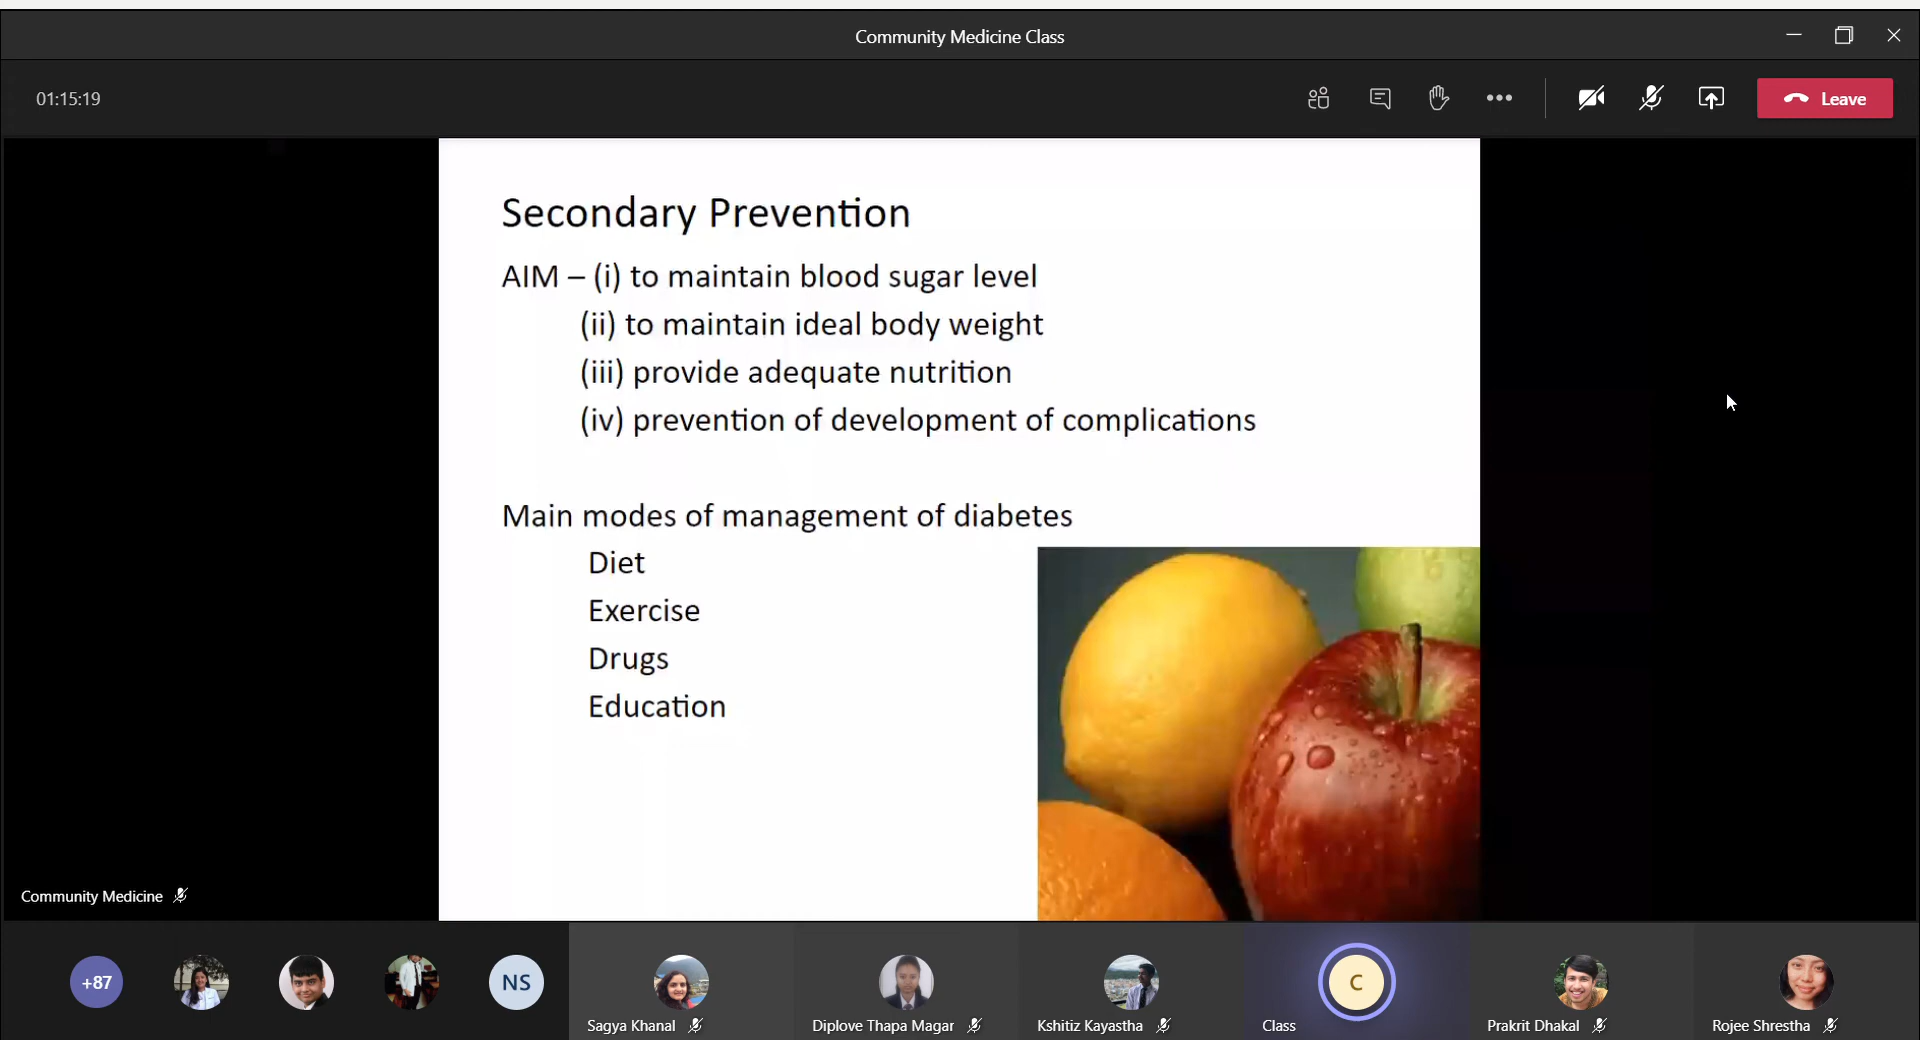 Community Medicine Class
01:15:19
Leave
Secondary Prevention
AIM – (i) to maintain blood sugar level
(ii) to maintain ideal body weight
(iii) provide adequate nutrition
(iv) prevention of development of complications
Main modes of management of diabetes
Diet
Exercise
Drugs
Education
Community Medicine
+87
NS
C
Sagya Khanal
Diplove Thapa Magar
Kshitiz Kayastha
Class
Prakrit Dhakal
Rojee Shrestha